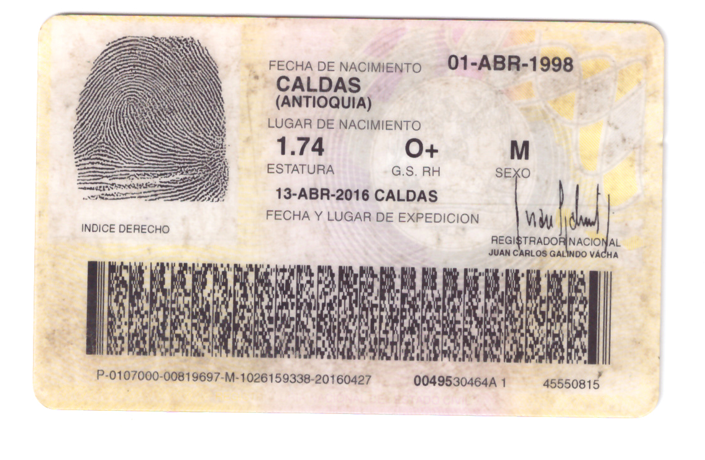 FECHA DE NACIMIENTO 01-ABR-1998
CALDAS
(ANTIOQUIA)
LUGAR DE NACIMIENTO
1.74 O+ M
ESTATURA G.S. RH SEXO
13-ABR-2016 CALDAS
FECHA Y LUGAR DE EXPEDICION
INDICE DERECHO
REGISTRADOR NACIONAL
JUAN CARLOS GALINDO VÁCHA
P-0107000-00819697-M-1026159338-20160427 0049530464A 1 45550815